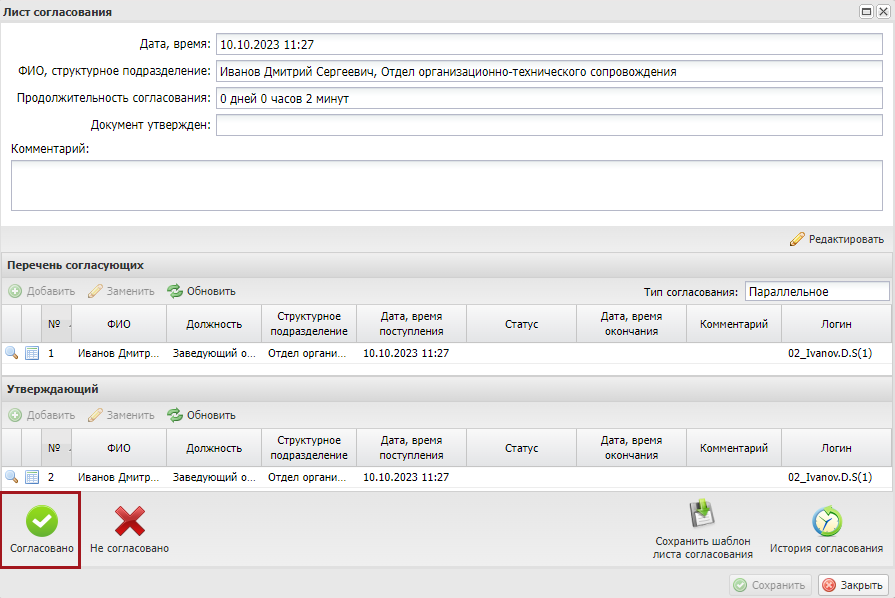 Лист согласования
Дата, время: 10.10.2023 11:27
ФИО, структурное подразделение: Иванов Дмитрий Сергеевич, Отдел организационно-технического сопровождения
Продолжительность согласования: 0 дней 0 часов 2 минут
Документ утвержден:
Комментарий:
Редактировать
Перечень согласующих
Добавить Заменить Обновить Тип согласования: Параллельное
№ ФИО Должность Структурное подразделение Дата, время поступления Статус Дата, время окончания Комментарий Логин
1 Иванов Дмитр... Заведующий о... Отдел органи... 10.10.2023 11:27 02_Ivanov.D.S(1)
Утверждающий
Добавить Заменить Обновить
№ ФИО Должность Структурное подразделение Дата, время поступления Статус Дата, время окончания Комментарий Логин
2 Иванов Дмитр... Заведующий о... Отдел органи... 10.10.2023 11:27 02_Ivanov.D.S(1)
Согласовано Не согласовано Сохранить шаблон листа согласования История согласования
Сохранить Закрыть